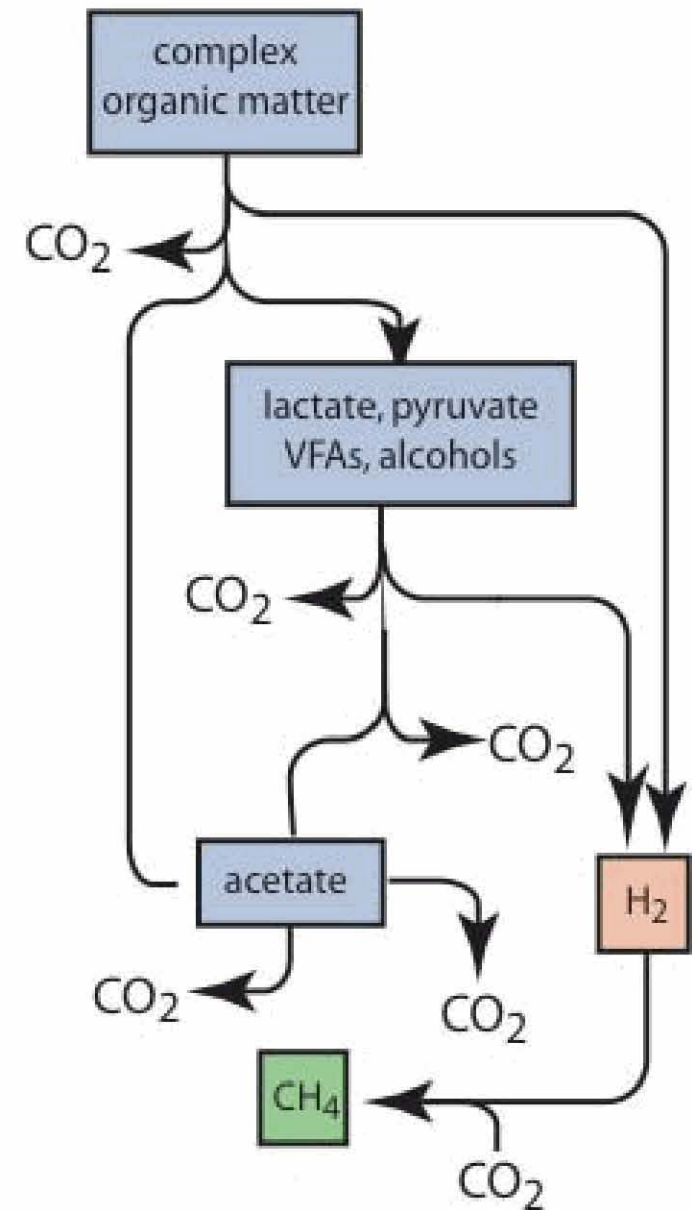 complex
organic matter
CO2
lactate, pyruvate
VFAs, alcohols
CO2
CO2
acetate
H2
CO2
CO2
CH4
CO2